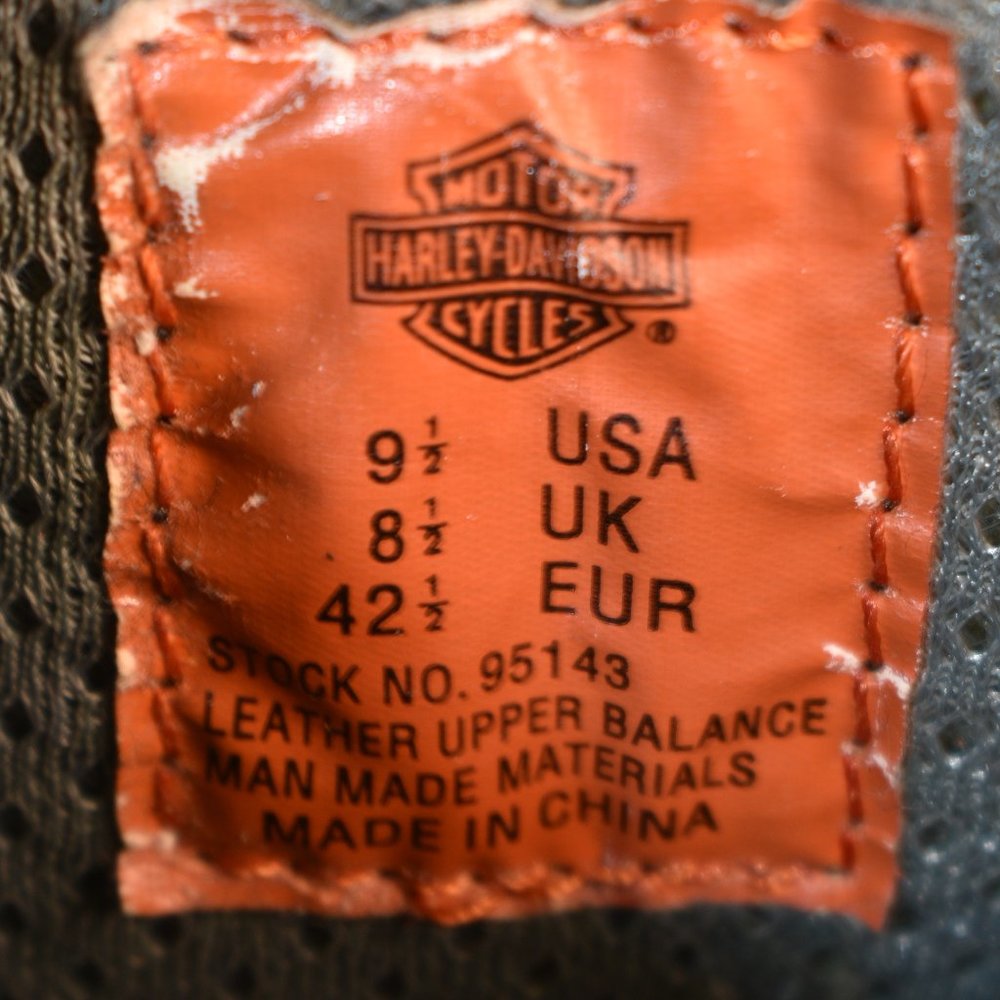 MOTOR
HARLEY-DAVIDSON
CYCLES ®
9 1/2 USA
8 1/2 UK
42 1/2 EUR
STOCK NO. 95143
LEATHER UPPER BALANCE
MAN MADE MATERIALS
MADE IN CHINA